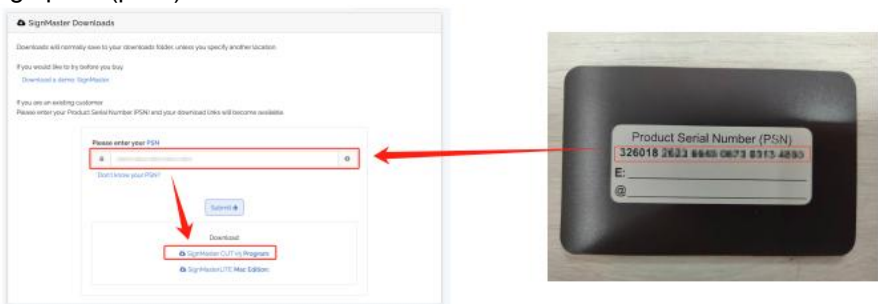 SignMaster Downloads
Downloads will normally save to your downloads folder, unless you specify another location.
If you would like to try before you buy
Download a demo: SignMaster
If you are an existing customer
Please enter your Product Serial Number (PSN) and your download links will become available.
Please enter your PSN
Don't know your PSN?
Submit
Download:
SignMaster CUT v5 Program
SignMasterLITE Mac Edition
Product Serial Number (PSN)
326018
E:
@